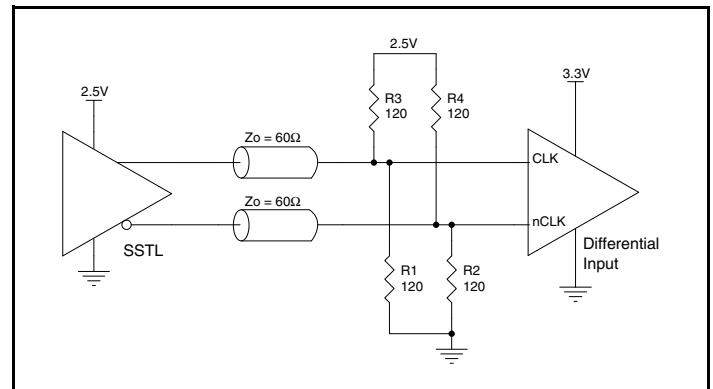 2.5V
3.3V
2.5V
R3
120
R4
120
Zo = 60Ω
CLK
Zo = 60Ω
nCLK
SSTL
Differential
Input
R1
120
R2
120